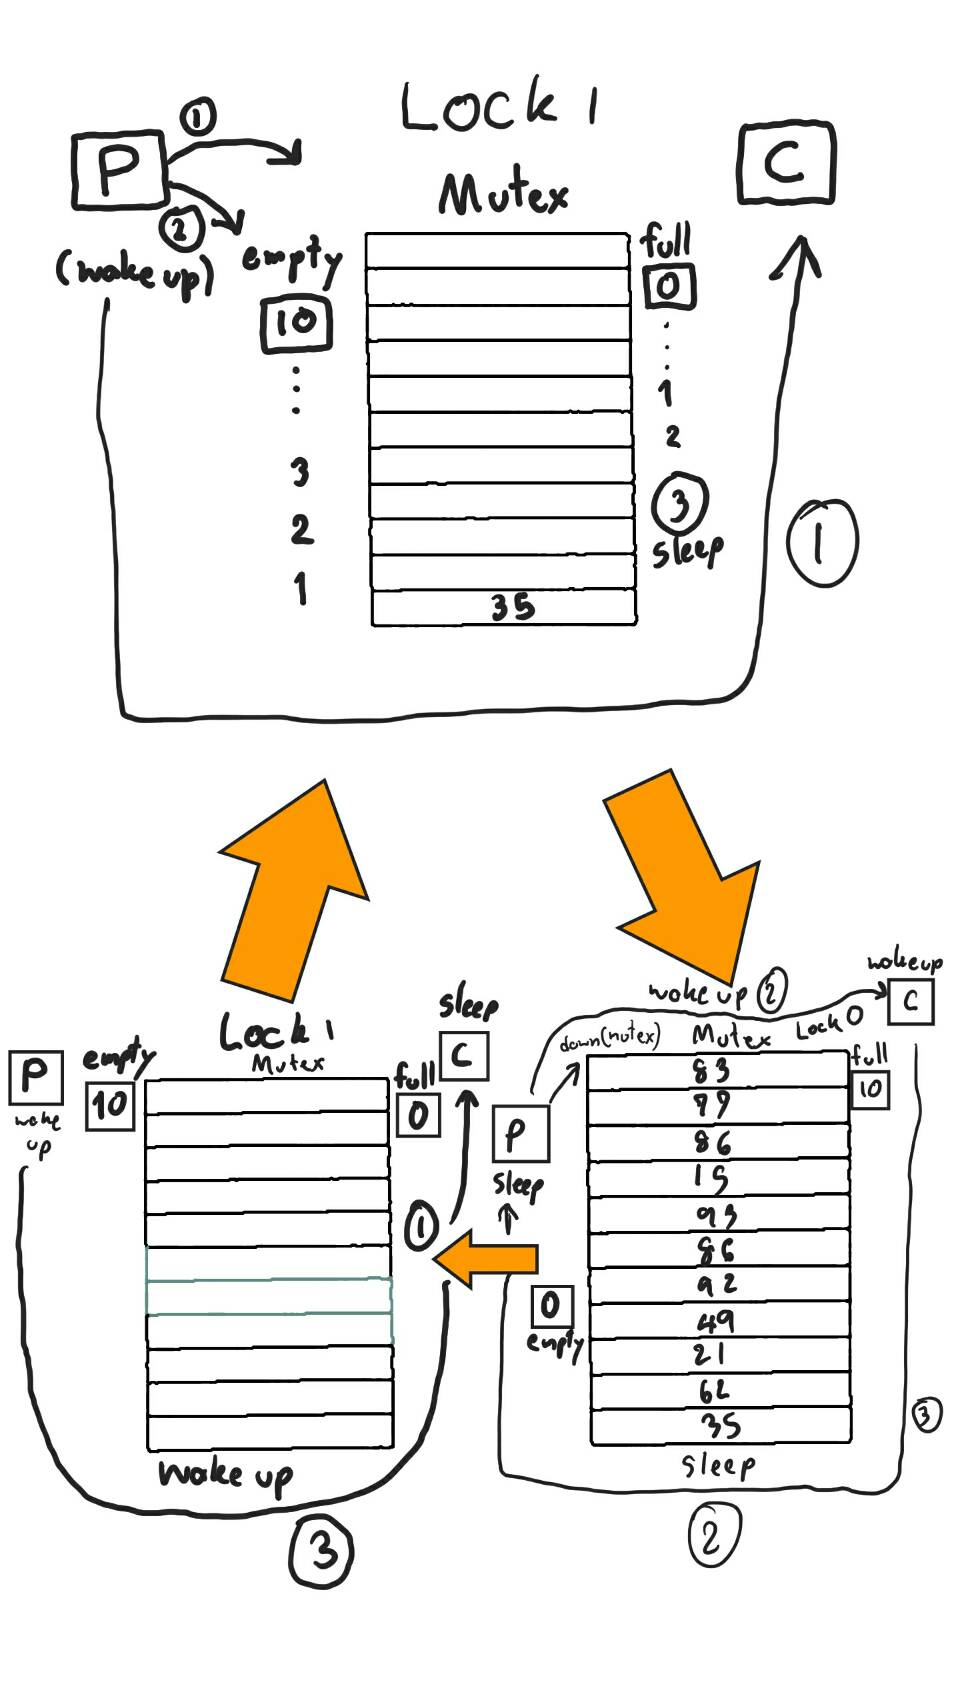 Lock 1
1
P
C
Mutex
2
full
empty
(wake up)
0
10
1
2
3
3
sleep
2
1
1
35
wake up
wake up 2
C
sleep
Lock 1
Mutex
down(mutex)
Mutex
Lock 0
full
83
10
P
empty
C
full
79
10
0
wake
up
P
86
sleep
15
1
93
86
92
0
49
empty
21
62
35
3
wake up
sleep
3
2